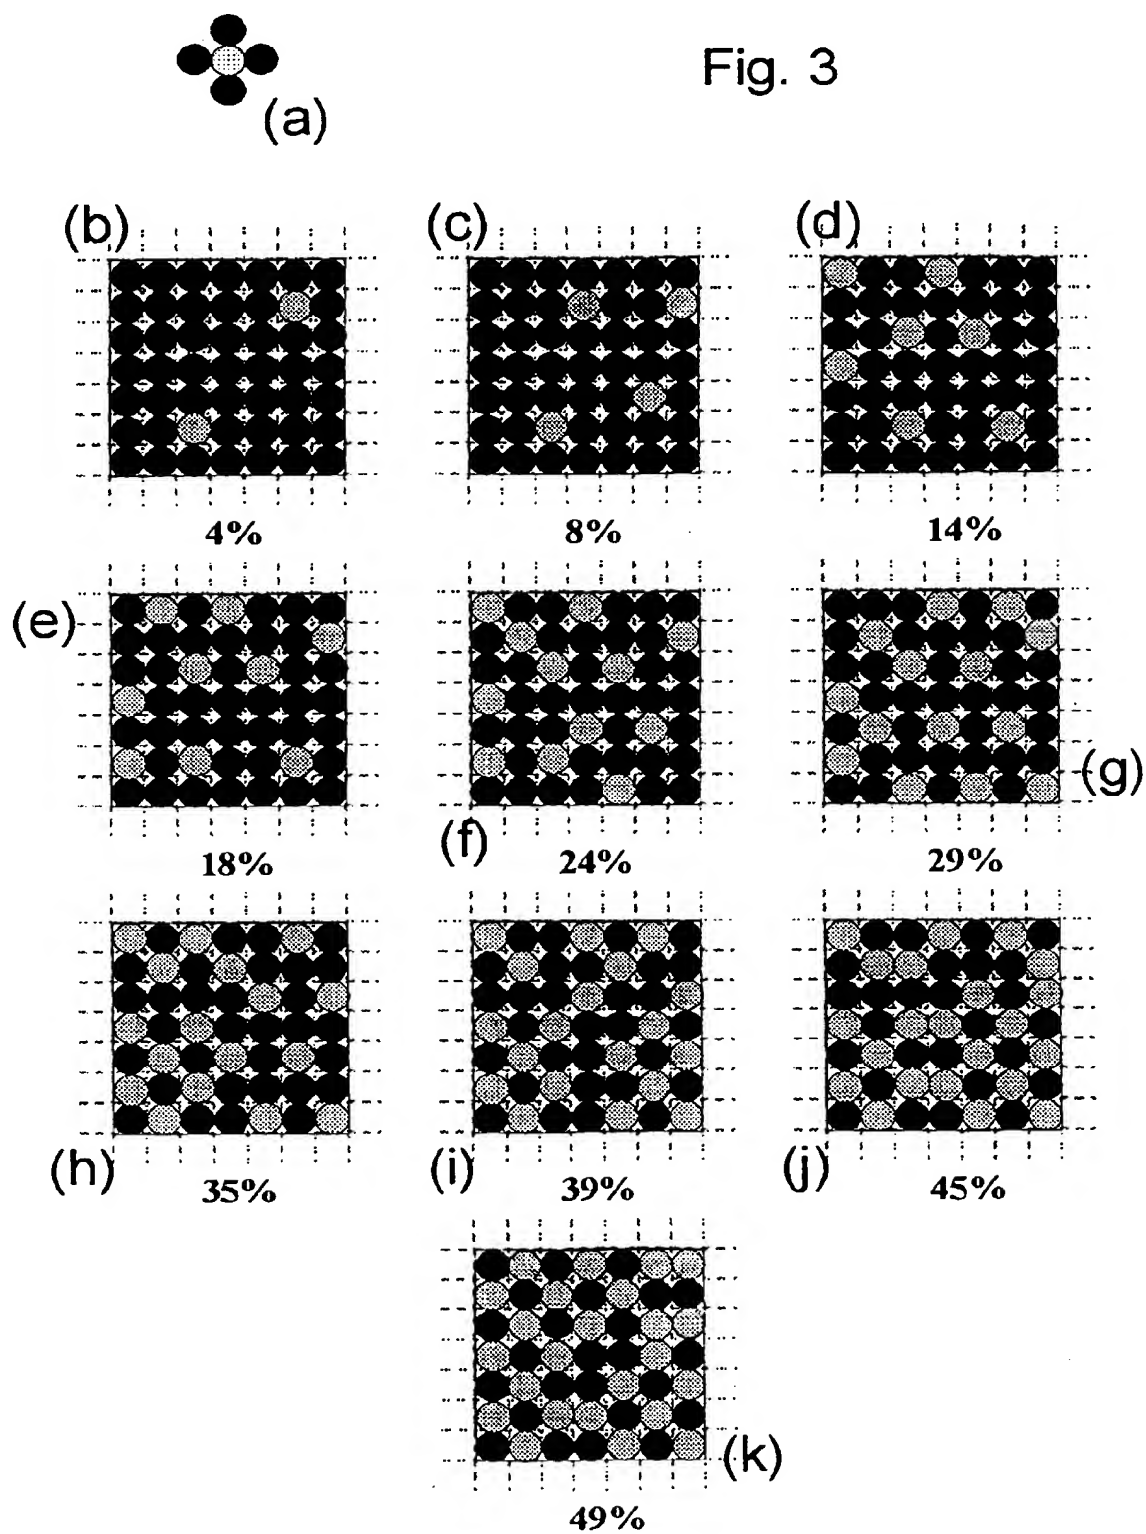 Fig. 3
(a)
(b)
(c)
(d)
4%
8%
14%
(e)
(f)
(g)
18%
24%
29%
(h)
35%
(i)
39%
(j)
45%
(k)
49%